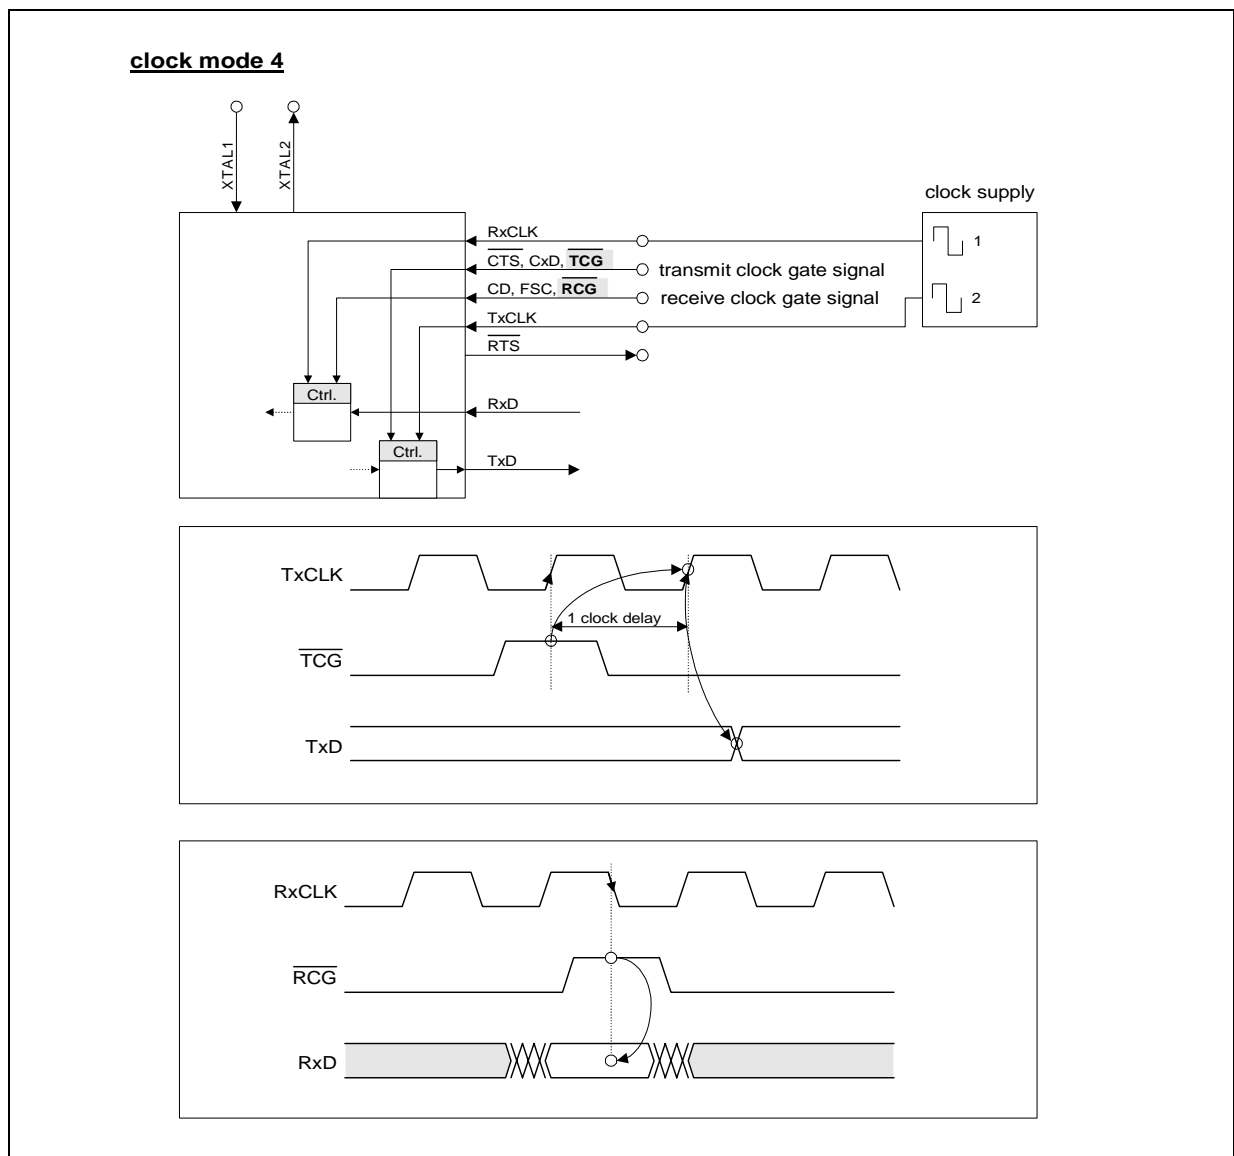 clock mode 4
XTAL1
XTAL2
clock supply
RxCLK
1
CTS, CxD, TCG
transmit clock gate signal
CD, FSC, RCG
receive clock gate signal
2
TxCLK
RTS
Ctrl.
RxD
Ctrl.
TxD
TxCLK
1 clock delay
TCG
TxD
RxCLK
RCG
RxD